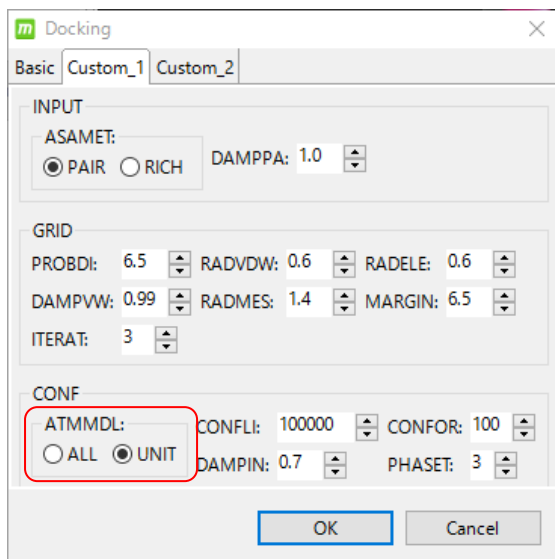 m Docking
Basic Custom_1 Custom_2
INPUT
ASAMET:
PAIR RICH DAMPPA: 1.0
GRID
PROBDI: 6.5 RADVDW: 0.6 RADELE: 0.6
DAMPVW: 0.99 RADMES: 1.4 MARGIN: 6.5
ITERAT: 3
CONF
ATMMDL:
ALL UNIT
CONFLI: 100000 CONFOR: 100
DAMPIN: 0.7 PHASET: 3
OK Cancel